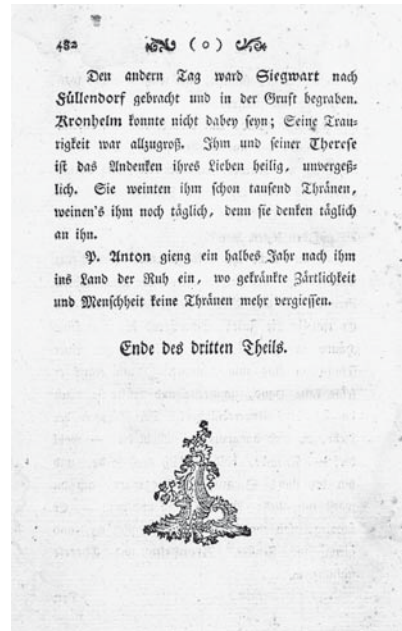 482 ( o )
Den andern Tag ward Siegwart nach
Füllendorf gebracht und in der Gruft begraben.
Kronhelm konnte nicht dabey seyn; Seine Trau-
rigkeit war allzugroß. Ihm und seiner Therese
ist das Andenken ihres Lieben heilig, unvergeß-
lich. Sie weinten ihm schon tausend Thränen,
weinen's ihm noch täglich, denn sie denken täglich
an ihn.
P. Anton gieng ein halbes Jahr nach ihm
ins Land der Ruh ein, wo gekränkte Zärtlichkeit
und Menschheit keine Thränen mehr vergiessen.
Ende des dritten Theils.